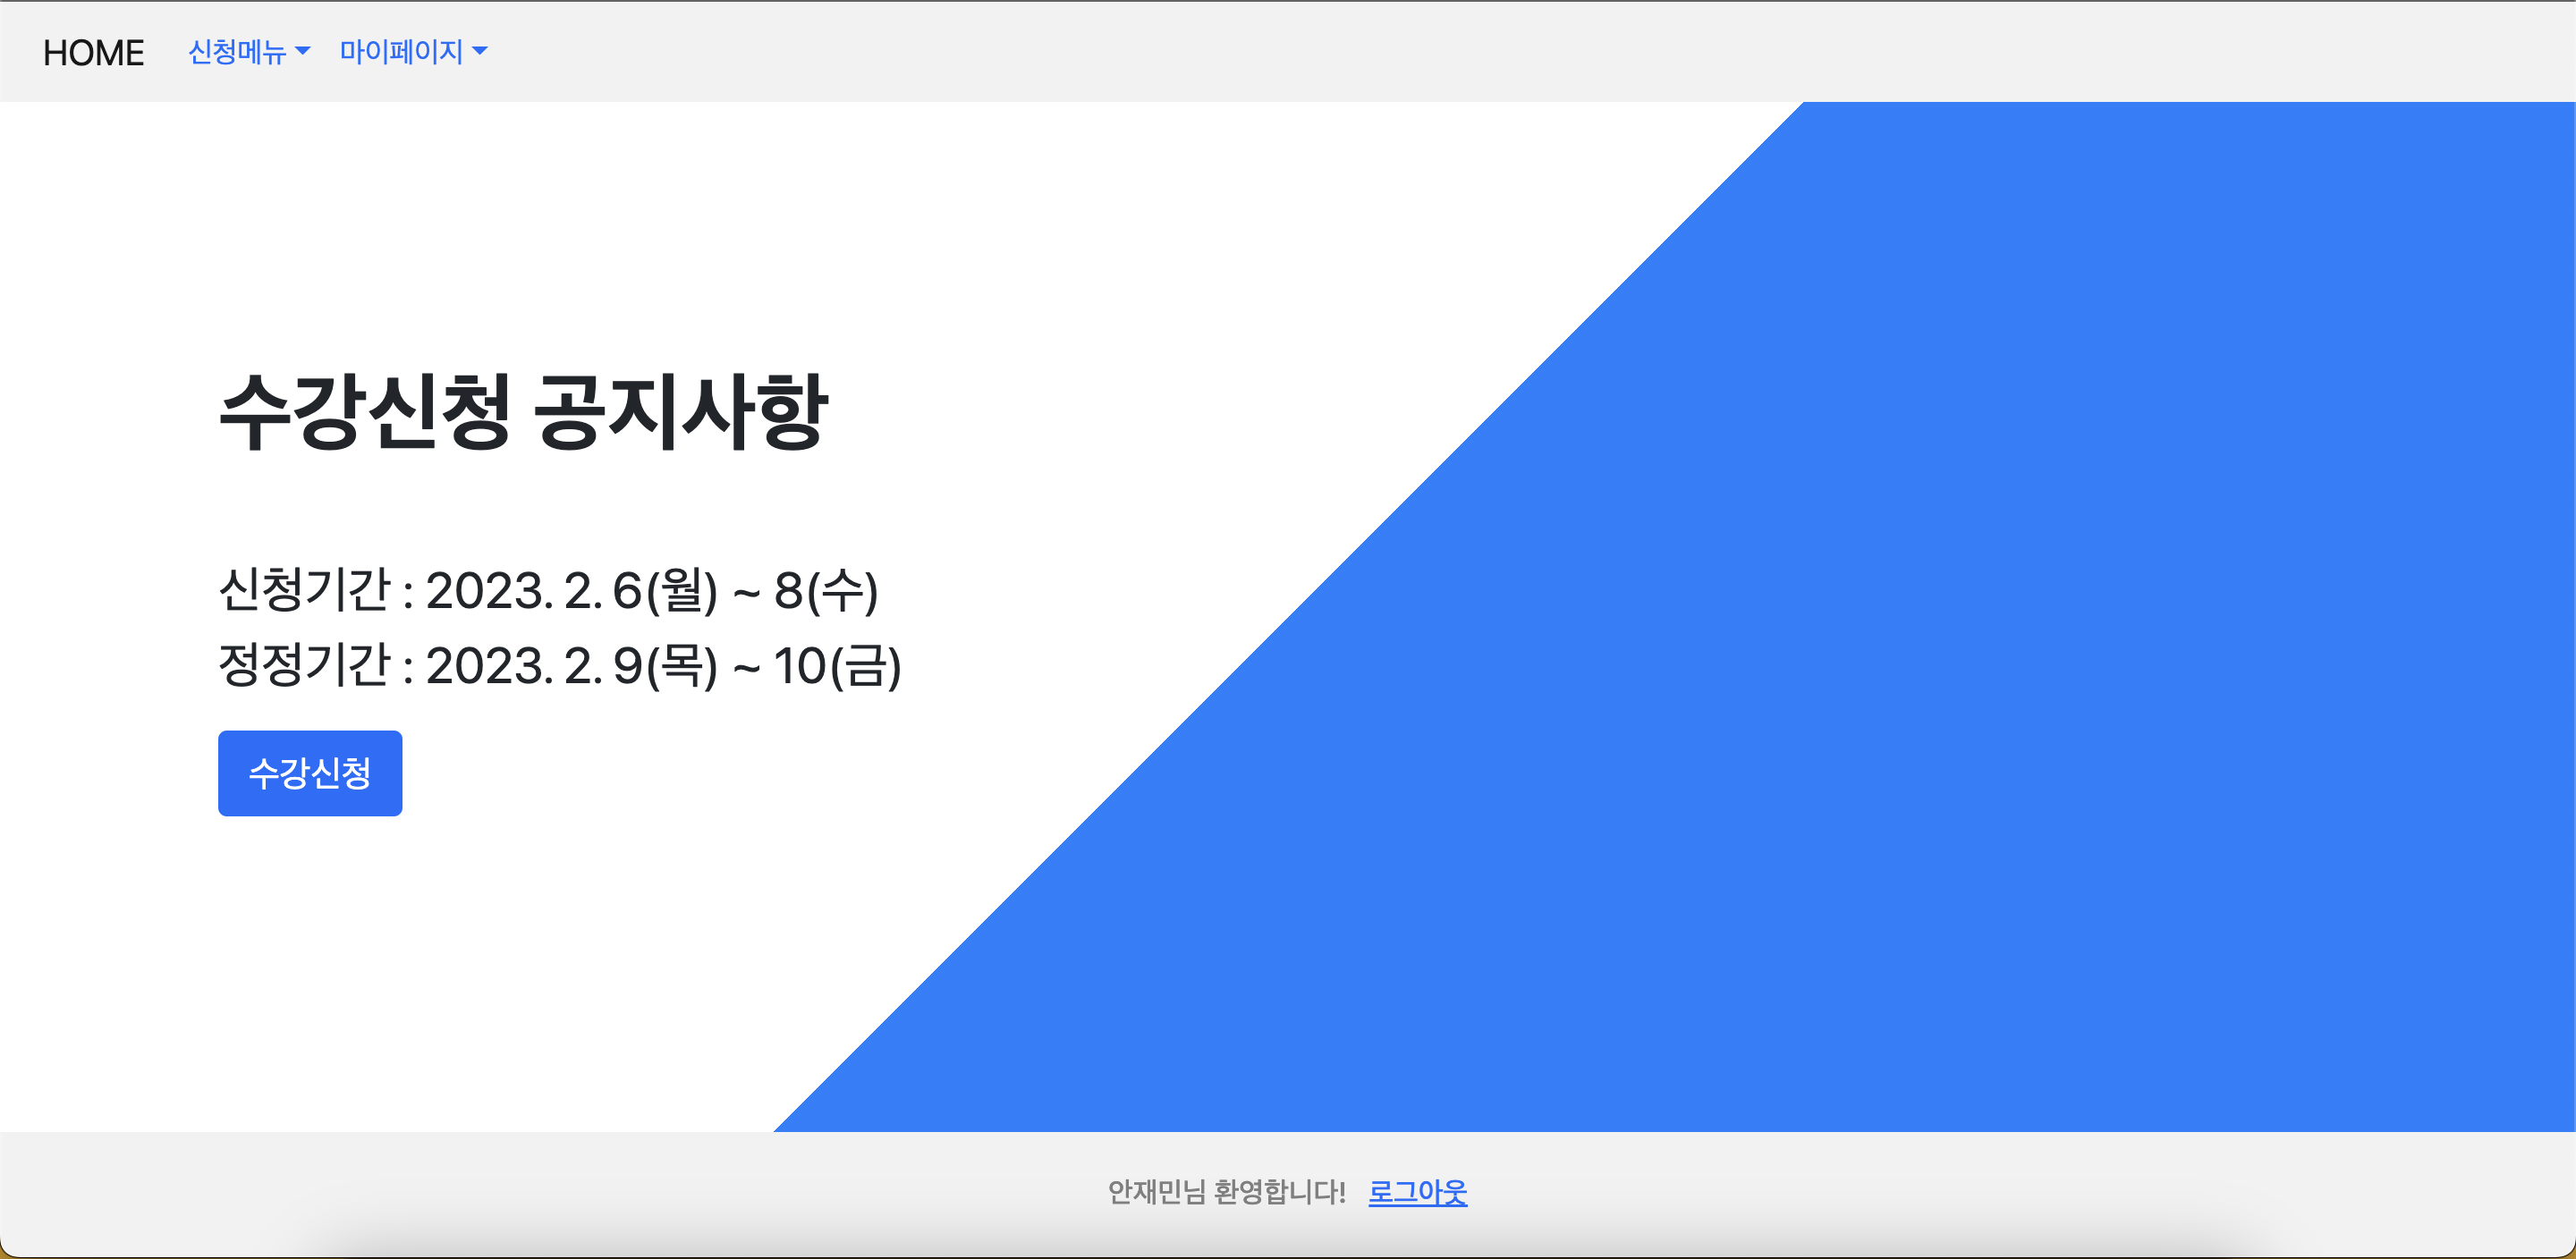 HOME 신청메뉴 마이페이지
수강신청 공지사항
신청기간 : 2023. 2. 6(월) ~ 8(수)
정정기간 : 2023. 2. 9(목) ~ 10(금)
수강신청
안재민님 환영합니다! 로그아웃